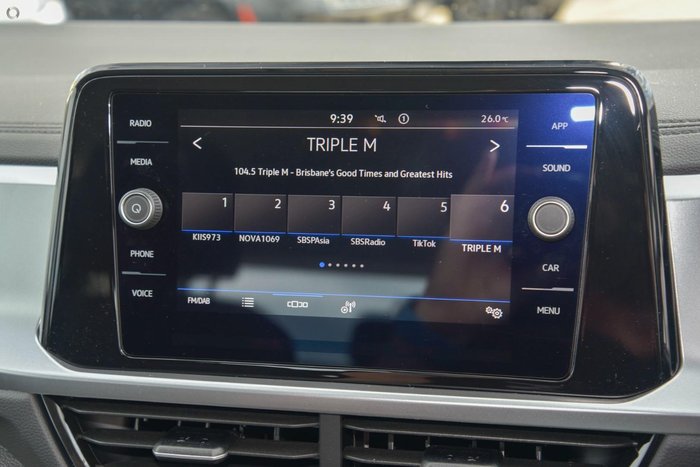 RADIO
MEDIA
PHONE
VOICE
9:39
26.0°C
< TRIPLE M >
104.5 Triple M - Brisbane's Good Times and Greatest Hits
1 2 3 4 5 6
KIIS973 NOVA1069 SBSPAsia SBSRadio TikTok TRIPLE M
FM/DAB
APP
SOUND
CAR
MENU